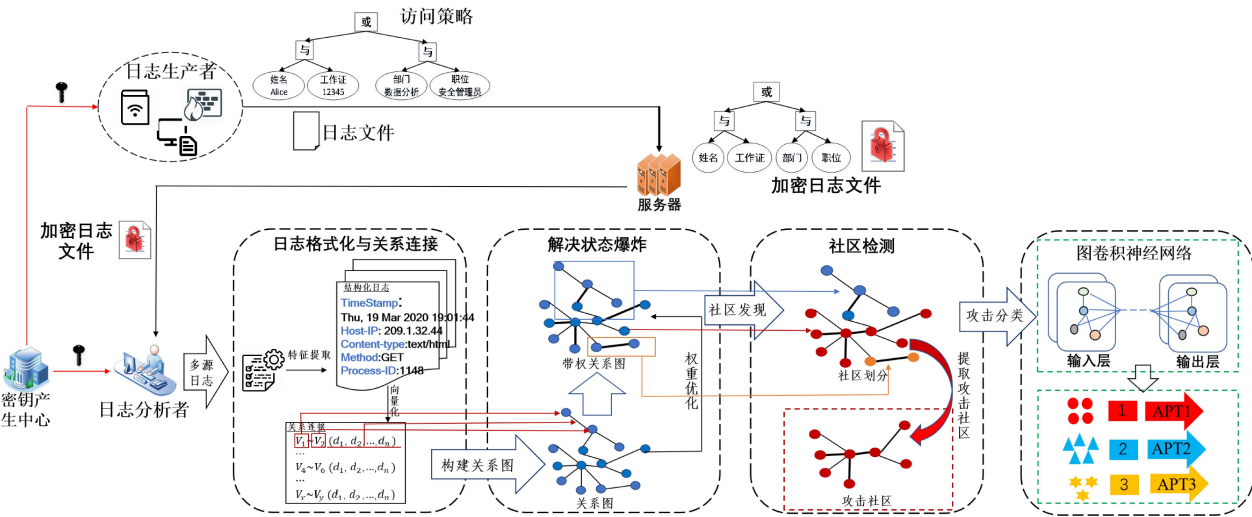 访问策略
或
与
与
姓名
Alice
工作证
12345
部门
数据分析
职位
安全管理员
日志生产者
日志文件
或
与
与
姓名
工作证
部门
职位
加密日志文件
服务器
加密日志
文件
密钥产
生中心
日志分析者
多源
日志
日志格式化与关系连接
特征提取
结构化日志
TimeStamp:
Thu, 19 Mar 2020 19:01:44
Host-IP: 209.1.32.44
Content-type:text/html
Method:GET
Process-ID:1148
向量化
关系连接
V₁~V₂ (d₁, d₂,...,dₙ)
...
V₄~V₆ (d₁, d₂,...,dₙ)
...
Vₓ~Vᵧ (d₁, d₂,...,dₙ)
构建关系图
解决状态爆炸
带权关系图
权重优化
关系图
社区发现
社区检测
社区划分
提取攻击社区
攻击社区
攻击分类
图卷积神经网络
输入层
输出层
1
APT1
2
APT2
3
APT3